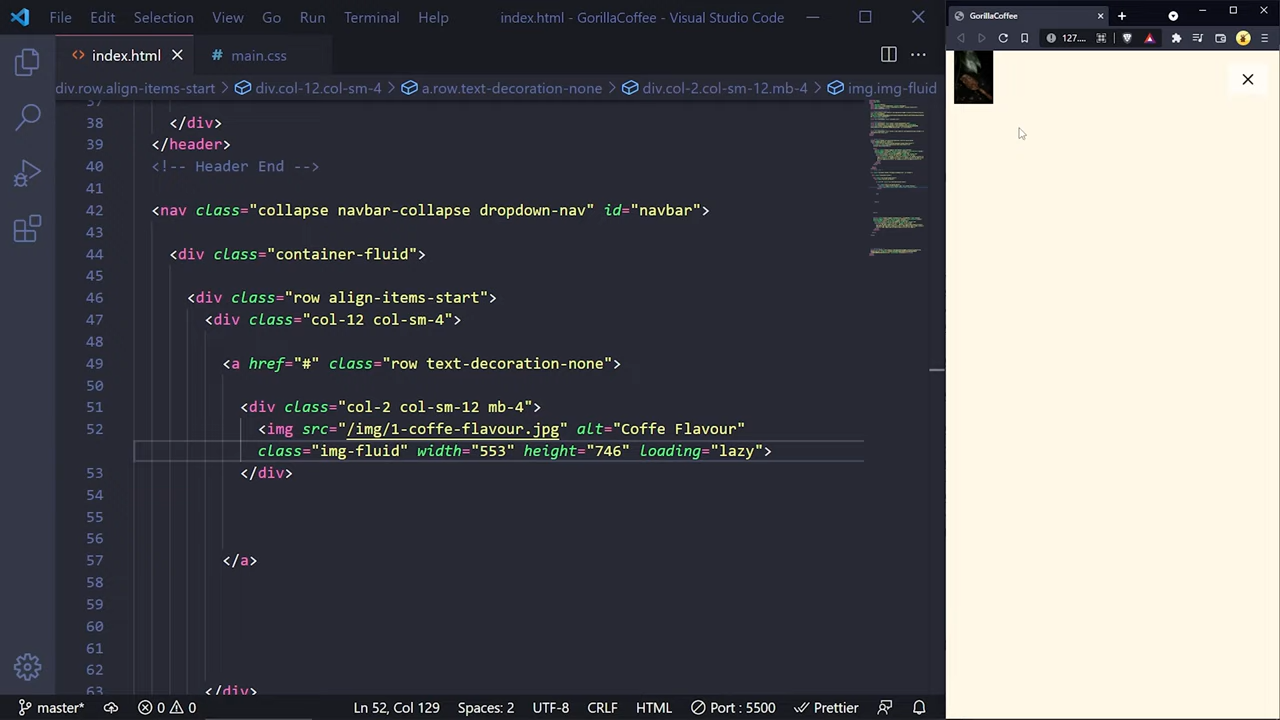 File Edit Selection View Go Run Terminal Help index.html - GorillaCoffee - Visual Studio Code
GorillaCoffee
index.html main.css
127....
div.row.align-items-start -12.col-sm-4 a.row.text-decoration-none div.col-2.col-sm-12.mb-4 img.img-fluid
37
38 </div>
39 </header>
40 <!-- Header End -->
41
42 <nav class="collapse navbar-collapse dropdown-nav" id="navbar">
43
44 <div class="container-fluid">
45
46 <div class="row align-items-start">
47 <div class="col-12 col-sm-4">
48
49 <a href="#" class="row text-decoration-none">
50
51 <div class="col-2 col-sm-12 mb-4">
52 <img src="/img/1-coffe-flavour.jpg" alt="Coffe Flavour"
class="img-fluid" width="553" height="746" loading="lazy">
53 </div>
54
55
56
57 </a>
58
59
60
61
62
63 </div>
master* 0 0 Ln 52, Col 129 Spaces: 2 UTF-8 CRLF HTML Port : 5500 Prettier